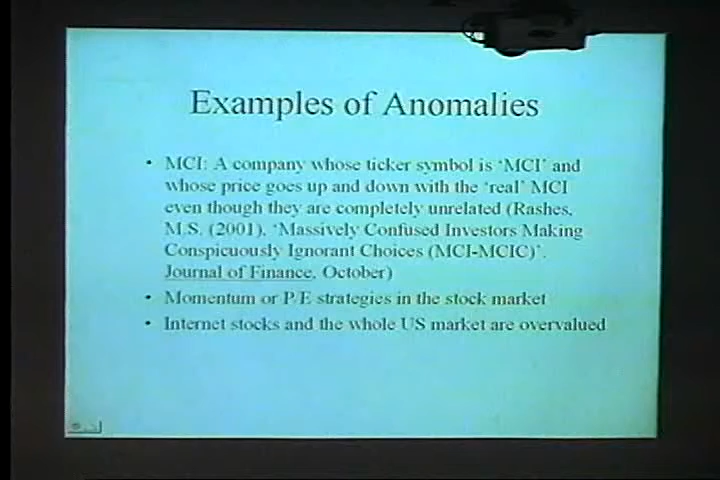 Examples of Anomalies
• MCI: A company whose ticker symbol is 'MCI' and
whose price goes up and down with the 'real' MCI
even though they are completely unrelated (Rashes,
M.S. (2001), 'Massively Confused Investors Making
Conspicuously Ignorant Choices (MCI-MCIC)'.
Journal of Finance, October)
• Momentum or P/E strategies in the stock market
• Internet stocks and the whole US market are overvalued